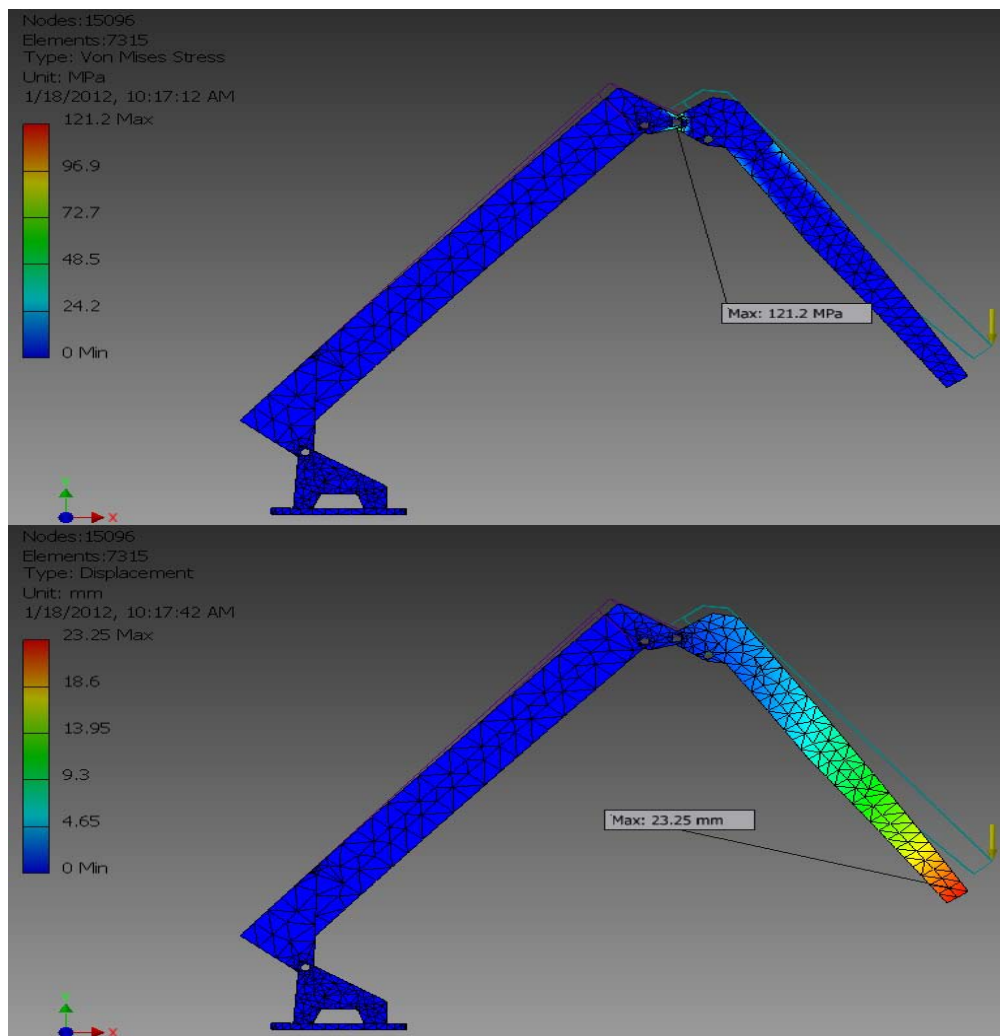 Nodes:15096
Elements:7315
Type: Von Mises Stress
Unit: MPa
1/18/2012, 10:17:12 AM
121.2 Max
96.9
72.7
48.5
24.2
0 Min
Max: 121.2 MPa
Y
X
Nodes:15096
Elements:7315
Type: Displacement
Unit: mm
1/18/2012, 10:17:42 AM
23.25 Max
18.6
13.95
9.3
4.65
0 Min
Max: 23.25 mm
Y
X